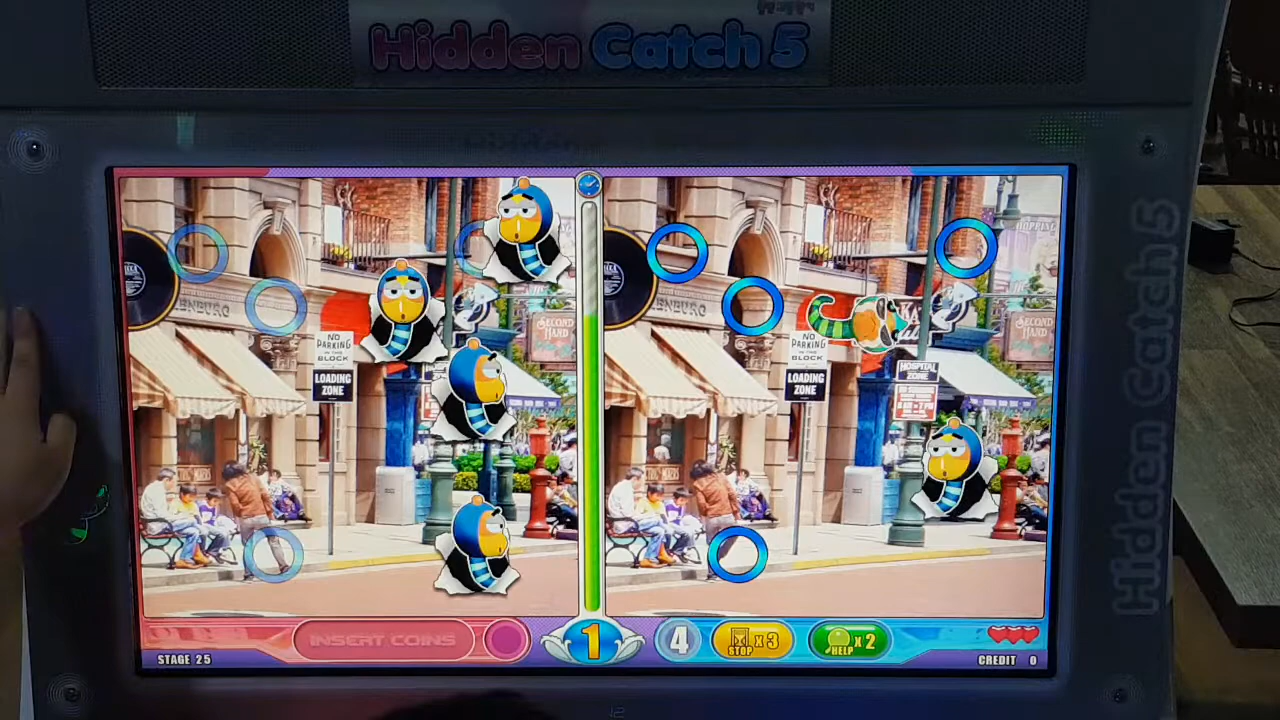 Hidden Catch 5
ENBURG
ENBURG
NO
PARKING
IN THIS
BLOCK
LOADING
ZONE
SECOND
HAND
NO
PARKING
IN THIS
BLOCK
LOADING
ZONE
HOSPITAL
ZONE
SECOND
HAND
INSERT COINS
1
4
STOP x3
HELP x2
STAGE 25
CREDIT 0
Hidden Catch 5